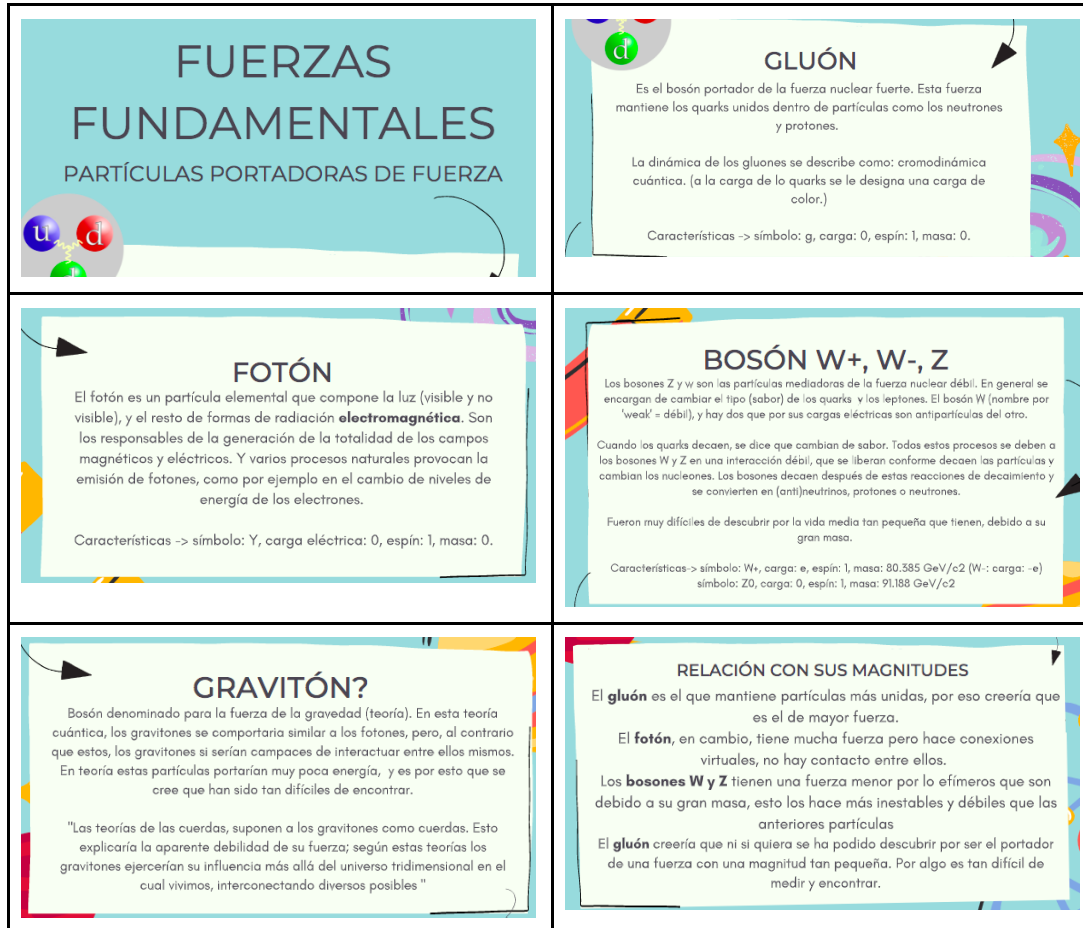 FUERZAS
FUNDAMENTALES
PARTÍCULAS PORTADORAS DE FUERZA
u
d
d
d
GLUÓN
Es el bosón portador de la fuerza nuclear fuerte. Esta fuerza
mantiene los quarks unidos dentro de partículas como los neutrones
y protones.
La dinámica de los gluones se describe como: cromodinámica
cuántica. (a la carga de lo quarks se le designa una carga de
color.)
Características -> símbolo: g, carga: 0, espín: 1, masa: 0.
FOTÓN
El fotón es un partícula elemental que compone la luz (visible y no
visible), y el resto de formas de radiación electromagnética. Son
los responsables de la generación de la totalidad de los campos
magnéticos y eléctricos. Y varios procesos naturales provocan la
emisión de fotones, como por ejemplo en el cambio de niveles de
energía de los electrones.
Características -> símbolo: Y, carga eléctrica: 0, espín: 1, masa: 0.
BOSÓN W+, W-, Z
Los bosones Z y w son las partículas mediadoras de la fuerza nuclear débil. En general se
encargan de cambiar el tipo (sabor) de los quarks y los leptones. El bosón W (nombre por
'weak' = débil), y hay dos que por sus cargas eléctricas son antipartículas del otro.
Cuando los quarks decaen, se dice que cambian de sabor. Todos estos procesos se deben a
los bosones W y Z en una interacción débil, que se liberan conforme decaen las partículas y
cambian los nucleones. Los bosones decaen después de estas reacciones de decaimiento y
se convierten en (anti)neutrinos, protones o neutrones.
Fueron muy difíciles de descubrir por la vida media tan pequeña que tienen, debido a su
gran masa.
Características-> símbolo: W+, carga: e, espín: 1, masa: 80.385 GeV/c2 (W-: carga: -e)
símbolo: Z0, carga: 0, espín: 1, masa: 91.188 GeV/c2
GRAVITÓN?
Bosón denominado para la fuerza de la gravedad (teoría). En esta teoría
cuántica, los gravitones se comportaria similar a los fotones, pero, al contrario
que estos, los gravitones si serían campaces de interactuar entre ellos mismos.
En teoría estas partículas portarían muy poca energía, y es por esto que se
cree que han sido tan difíciles de encontrar.
"Las teorías de las cuerdas, suponen a los gravitones como cuerdas. Esto
explicaría la aparente debilidad de su fuerza; según estas teorías los
gravitones ejercerían su influencia más allá del universo tridimensional en el
cual vivimos, interconectando diversos posibles "
RELACIÓN CON SUS MAGNITUDES
El gluón es el que mantiene partículas más unidas, por eso creería que
es el de mayor fuerza.
El fotón, en cambio, tiene mucha fuerza pero hace conexiones
virtuales, no hay contacto entre ellos.
Los bosones W y Z tienen una fuerza menor por lo efímeros que son
debido a su gran masa, esto los hace más inestables y débiles que las
anteriores partículas
El gluón creería que ni si quiera se ha podido descubrir por ser el portador
de una fuerza con una magnitud tan pequeña. Por algo es tan difícil de
medir y encontrar.